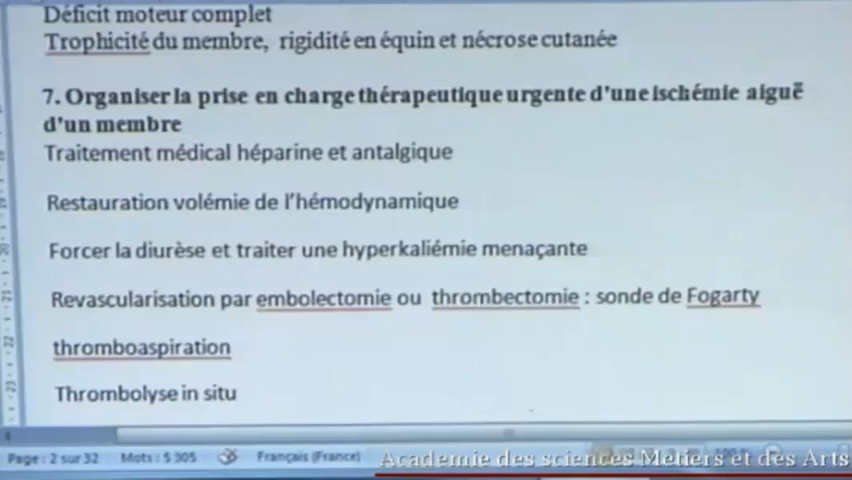 Déficit moteur complet
Trophicité du membre, rigidité en équin et nécrose cutanée
7. Organiser la prise en charge thérapeutique urgente d'une ischémie aiguë
d'un membre
Traitement médical héparine et antalgique
Restauration volémie de l'hémodynamique
Forcer la diurèse et traiter une hyperkaliémie menaçante
Revascularisation par embolectomie ou thrombectomie : sonde de Fogarty
thromboaspiration
Thrombolyse in situ
Page : 2 sur 32 Mots : 5 305 Français (France)
Academie des sciences Metiers et des Arts